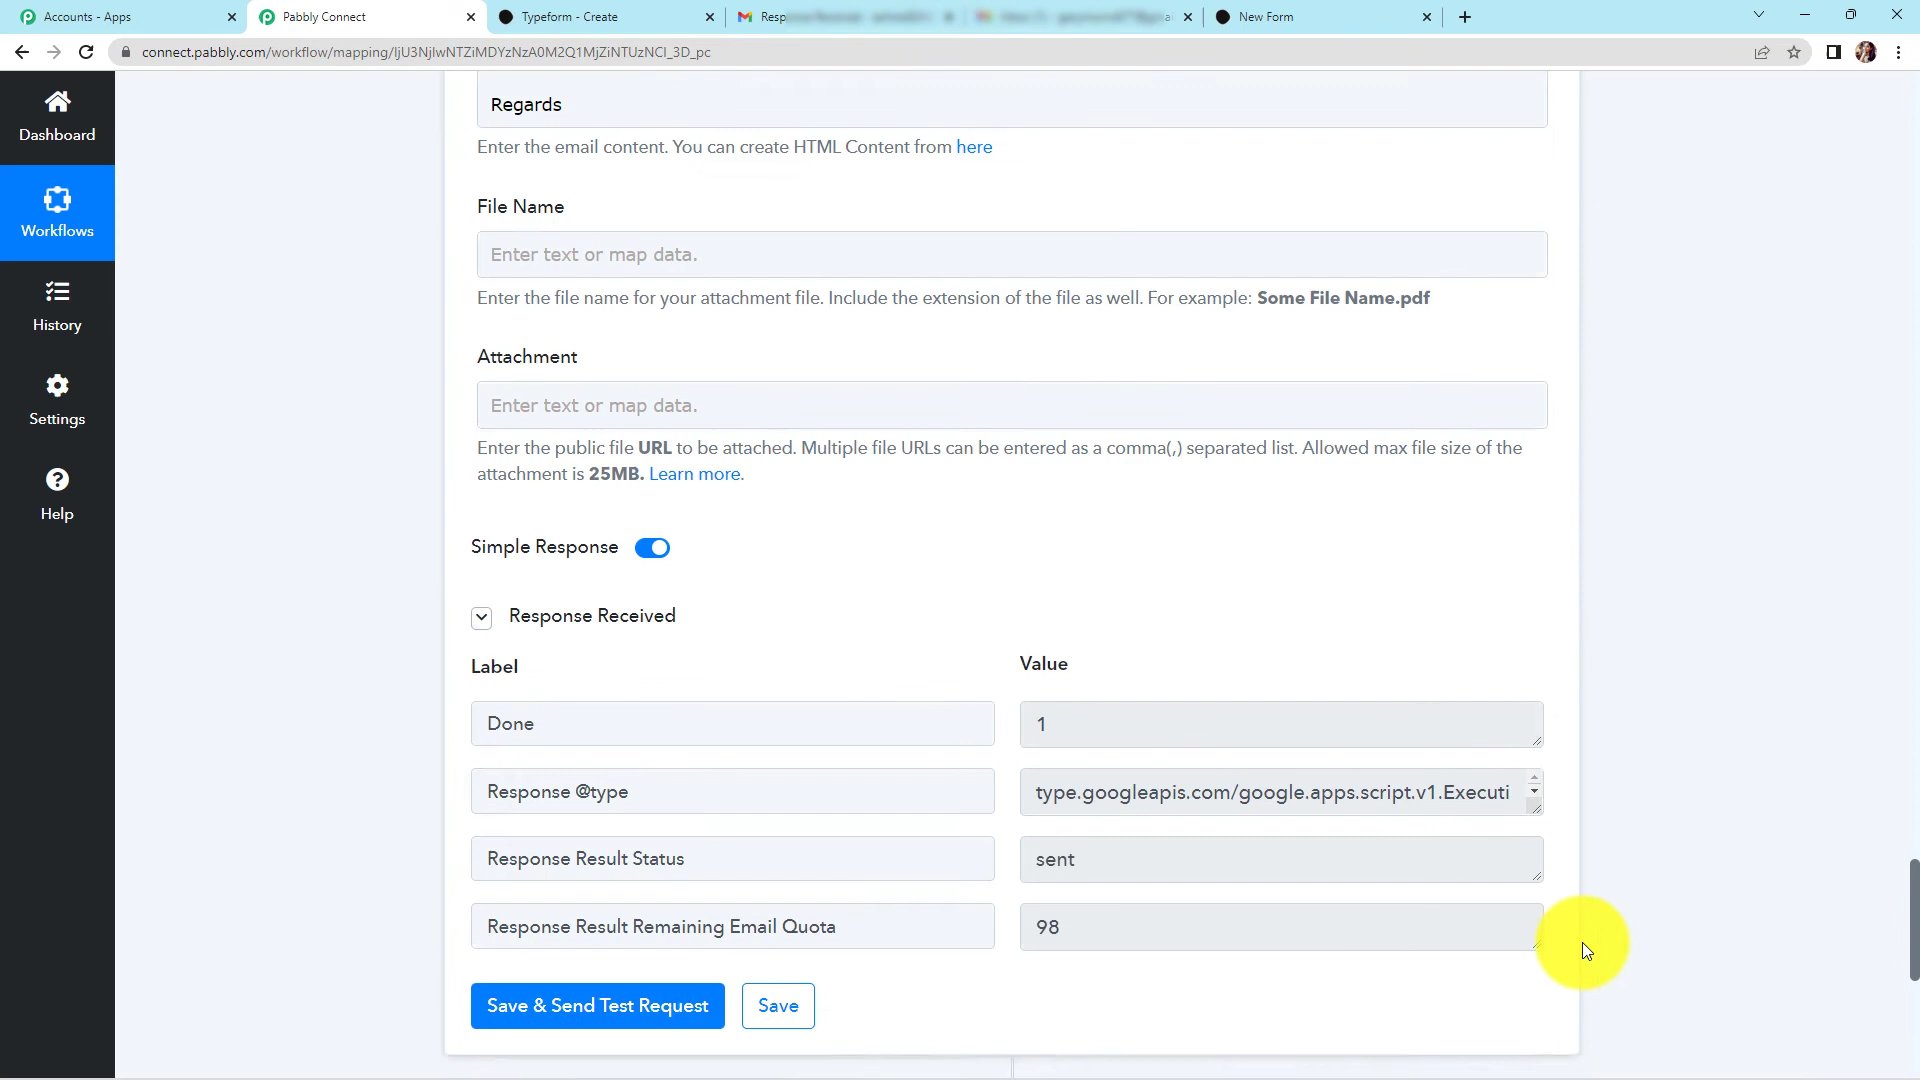 Accounts - Apps
Pabbly Connect
Typeform - Create
Resp
New Form
connect.pabbly.com/workflow/mapping/IjU3NjIwNTZiMDYzNzA0M2Q1MjZiNTUzNCI_3D_pc
Dashboard
Workflows
History
Settings
Help
Regards
Enter the email content. You can create HTML Content from here
File Name
Enter text or map data.
Enter the file name for your attachment file. Include the extension of the file as well. For example: Some File Name.pdf
Attachment
Enter text or map data.
Enter the public file URL to be attached. Multiple file URLs can be entered as a comma(,) separated list. Allowed max file size of the
attachment is 25MB. Learn more.
Simple Response
Response Received
Label Value
Done 1
Response @type type.googleapis.com/google.apps.script.v1.Executi
Response Result Status sent
Response Result Remaining Email Quota 98
Save & Send Test Request Save